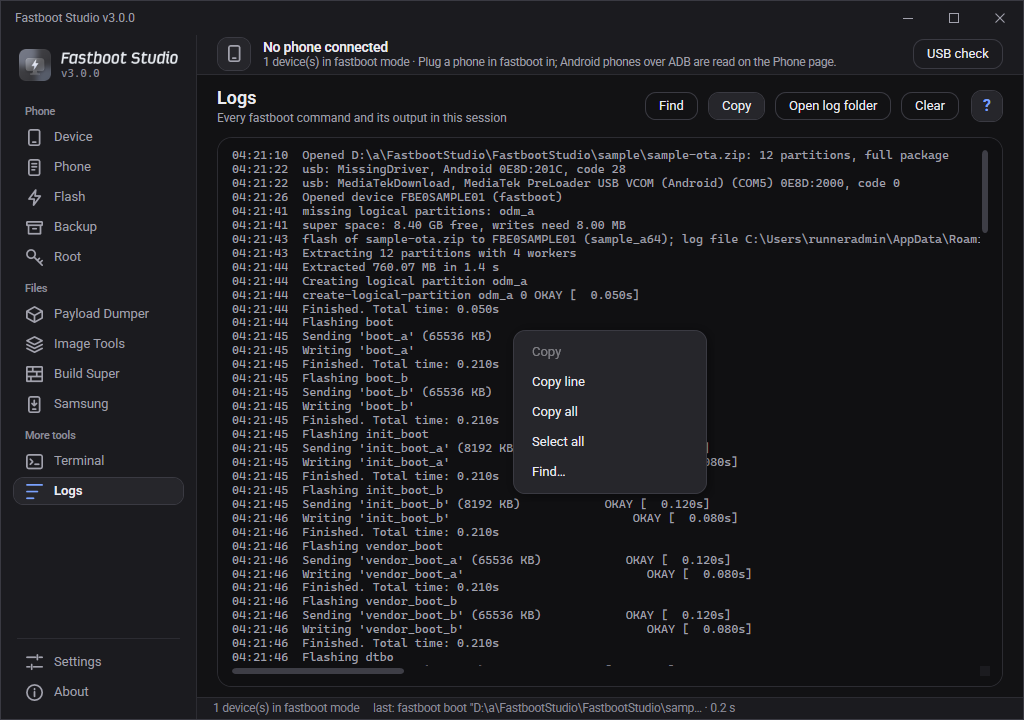 Fastboot Studio v3.0.0
Fastboot Studio
v3.0.0
Phone
Device
Phone
Flash
Backup
Root
Files
Payload Dumper
Image Tools
Build Super
Samsung
More tools
Terminal
Logs
Settings
About
No phone connected
1 device(s) in fastboot mode · Plug a phone in fastboot in; Android phones over ADB are read on the Phone page.
USB check
Logs
Every fastboot command and its output in this session
Find
Copy
Open log folder
Clear
?
04:21:10 Opened D:\a\FastbootStudio\FastbootStudio\sample\sample-ota.zip: 12 partitions, full package
04:21:22 usb: MissingDriver, Android 0E8D:201C, code 28
04:21:22 usb: MediaTekDownload, MediaTek PreLoader USB VCOM (Android) (COM5) 0E8D:2000, code 0
04:21:26 Opened device FBE0SAMPLE01 (fastboot)
04:21:41 missing logical partitions: odm_a
04:21:41 super space: 8.40 GB free, writes need 8.00 MB
04:21:43 flash of sample-ota.zip to FBE0SAMPLE01 (sample_a64); log file C:\Users\runneradmin\AppData\Roam
04:21:43 Extracting 12 partitions with 4 workers
04:21:44 Extracted 760.07 MB in 1.4 s
04:21:44 Creating logical partition odm_a
04:21:44 create-logical-partition odm_a 0 OKAY [ 0.050s]
04:21:44 Finished. Total time: 0.050s
04:21:44 Flashing boot
04:21:45 Sending 'boot_a' (65536 KB)
04:21:45 Writing 'boot_a'
04:21:45 Finished. Total time: 0.210s
04:21:45 Flashing boot_b
04:21:45 Sending 'boot_b' (65536 KB)
04:21:45 Writing 'boot_b'
04:21:45 Finished. Total time: 0.210s
04:21:45 Flashing init_boot
04:21:45 Sending 'init_boot_a' (8192 KB ]
04:21:45 Writing 'init_boot_a' 080s]
04:21:45 Finished. Total time: 0.210s
04:21:45 Flashing init_boot_b
04:21:45 Sending 'init_boot_b' (8192 KB) OKAY [ 0.120s]
04:21:46 Writing 'init_boot_b' OKAY [ 0.080s]
04:21:46 Finished. Total time: 0.210s
04:21:46 Flashing vendor_boot
04:21:46 Sending 'vendor_boot_a' (65536 KB) OKAY [ 0.120s]
04:21:46 Writing 'vendor_boot_a' OKAY [ 0.080s]
04:21:46 Finished. Total time: 0.210s
04:21:46 Flashing vendor_boot_b
04:21:46 Sending 'vendor_boot_b' (65536 KB) OKAY [ 0.120s]
04:21:46 Writing 'vendor_boot_b' OKAY [ 0.080s]
04:21:46 Finished. Total time: 0.210s
04:21:46 Flashing dtbo
Copy
Copy line
Copy all
Select all
Find…
1 device(s) in fastboot mode last: fastboot boot "D:\a\FastbootStudio\FastbootStudio\samp… · 0.2 s